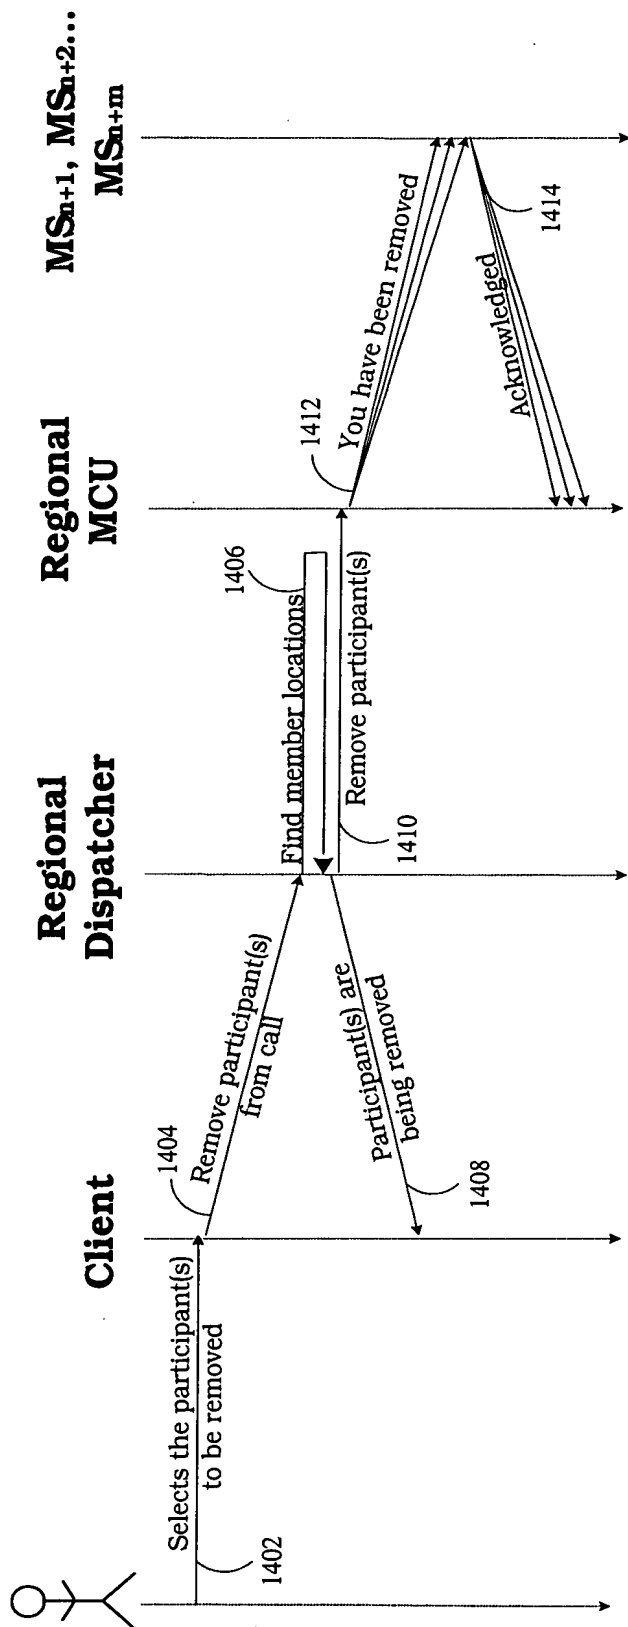 Client
Regional
Dispatcher
Regional
MCU
MSn+1, MSn+2...
MSn+m
Selects the participant(s)
to be removed
1402
1404
Remove participant(s)
from call
Find member locations
1406
Participant(s) are
being removed
1408
Remove participant(s)
1410
1412
You have been removed
Acknowledged
1414